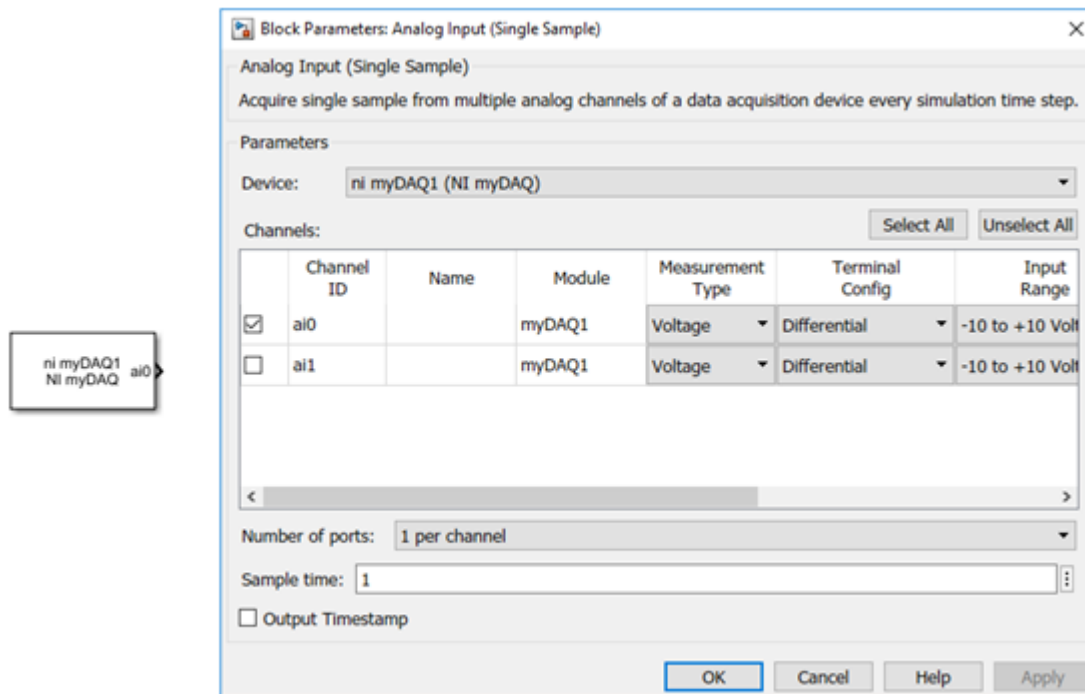 Block Parameters: Analog Input (Single Sample)
Analog Input (Single Sample)
Acquire single sample from multiple analog channels of a data acquisition device every simulation time step.
Parameters
Device: ni myDAQ1 (NI myDAQ)
Channels: Select All Unselect All
Channel ID Name Module Measurement Type Terminal Config Input Range
ai0 myDAQ1 Voltage Differential -10 to +10 Volt
ai1 myDAQ1 Voltage Differential -10 to +10 Volt
ni myDAQ1
NI myDAQ ai0
Number of ports: 1 per channel
Sample time: 1
Output Timestamp
OK Cancel Help Apply